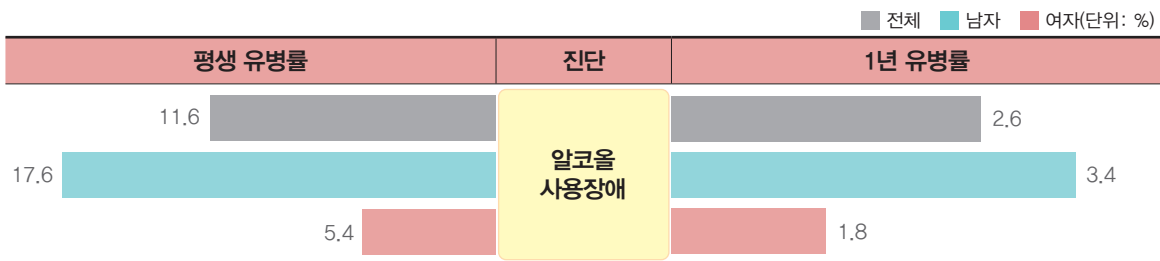 전체 남자 여자(단위: %)
평생 유병률 진단 1년 유병률
11.6 2.6
알코올
17.6 3.4
사용장애
5.4 1.8